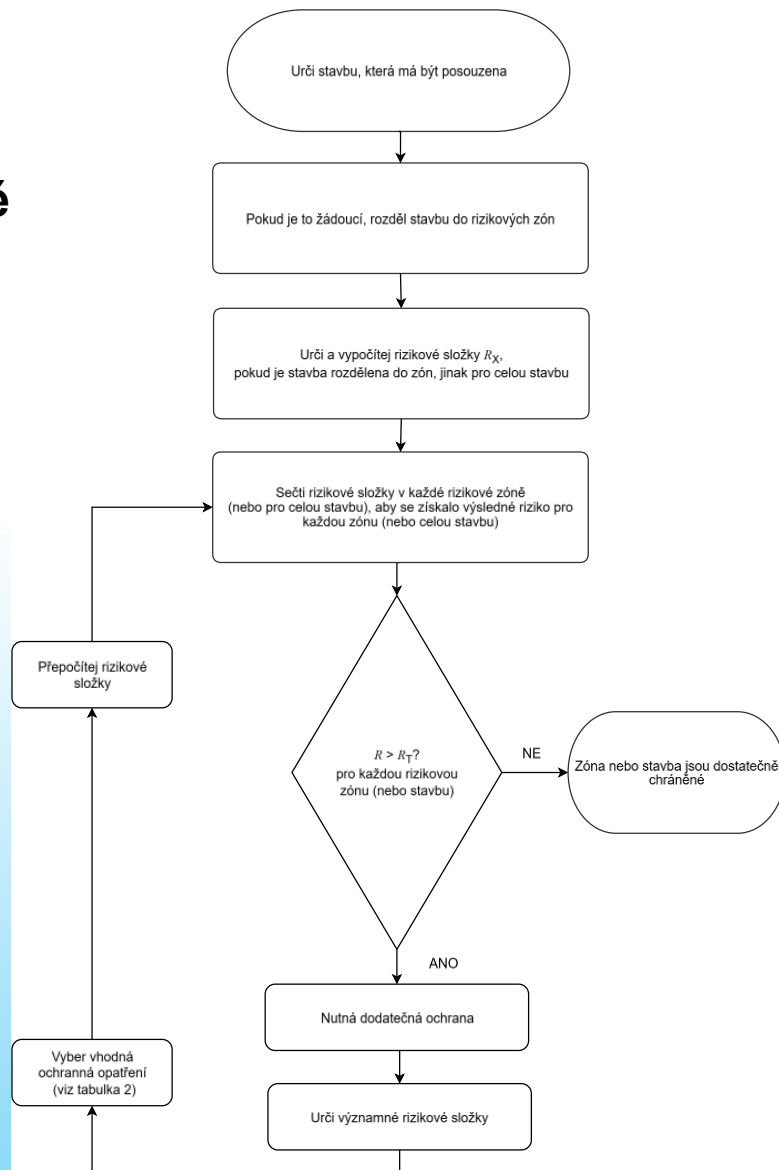 Urči stavbu, která má být posouzena
Pokud je to žádoucí, rozděl stavbu do rizikových zón
Urči a vypočítej rizikové složky RX,
pokud je stavba rozdělena do zón, jinak pro celou stavbu
Sečti rizikové složky v každé rizikové zóně
(nebo pro celou stavbu), aby se získalo výsledné riziko pro
každou zónu (nebo celou stavbu)
Přepočítej rizikové
složky
R > RT?
pro každou rizikovou
zónu (nebo stavbu)
NE
Zóna nebo stavba jsou dostatečně
chráněné
ANO
Nutná dodatečná ochrana
Vyber vhodná
ochranná opatření
(viz tabulka 2)
Urči významné rizikové složky